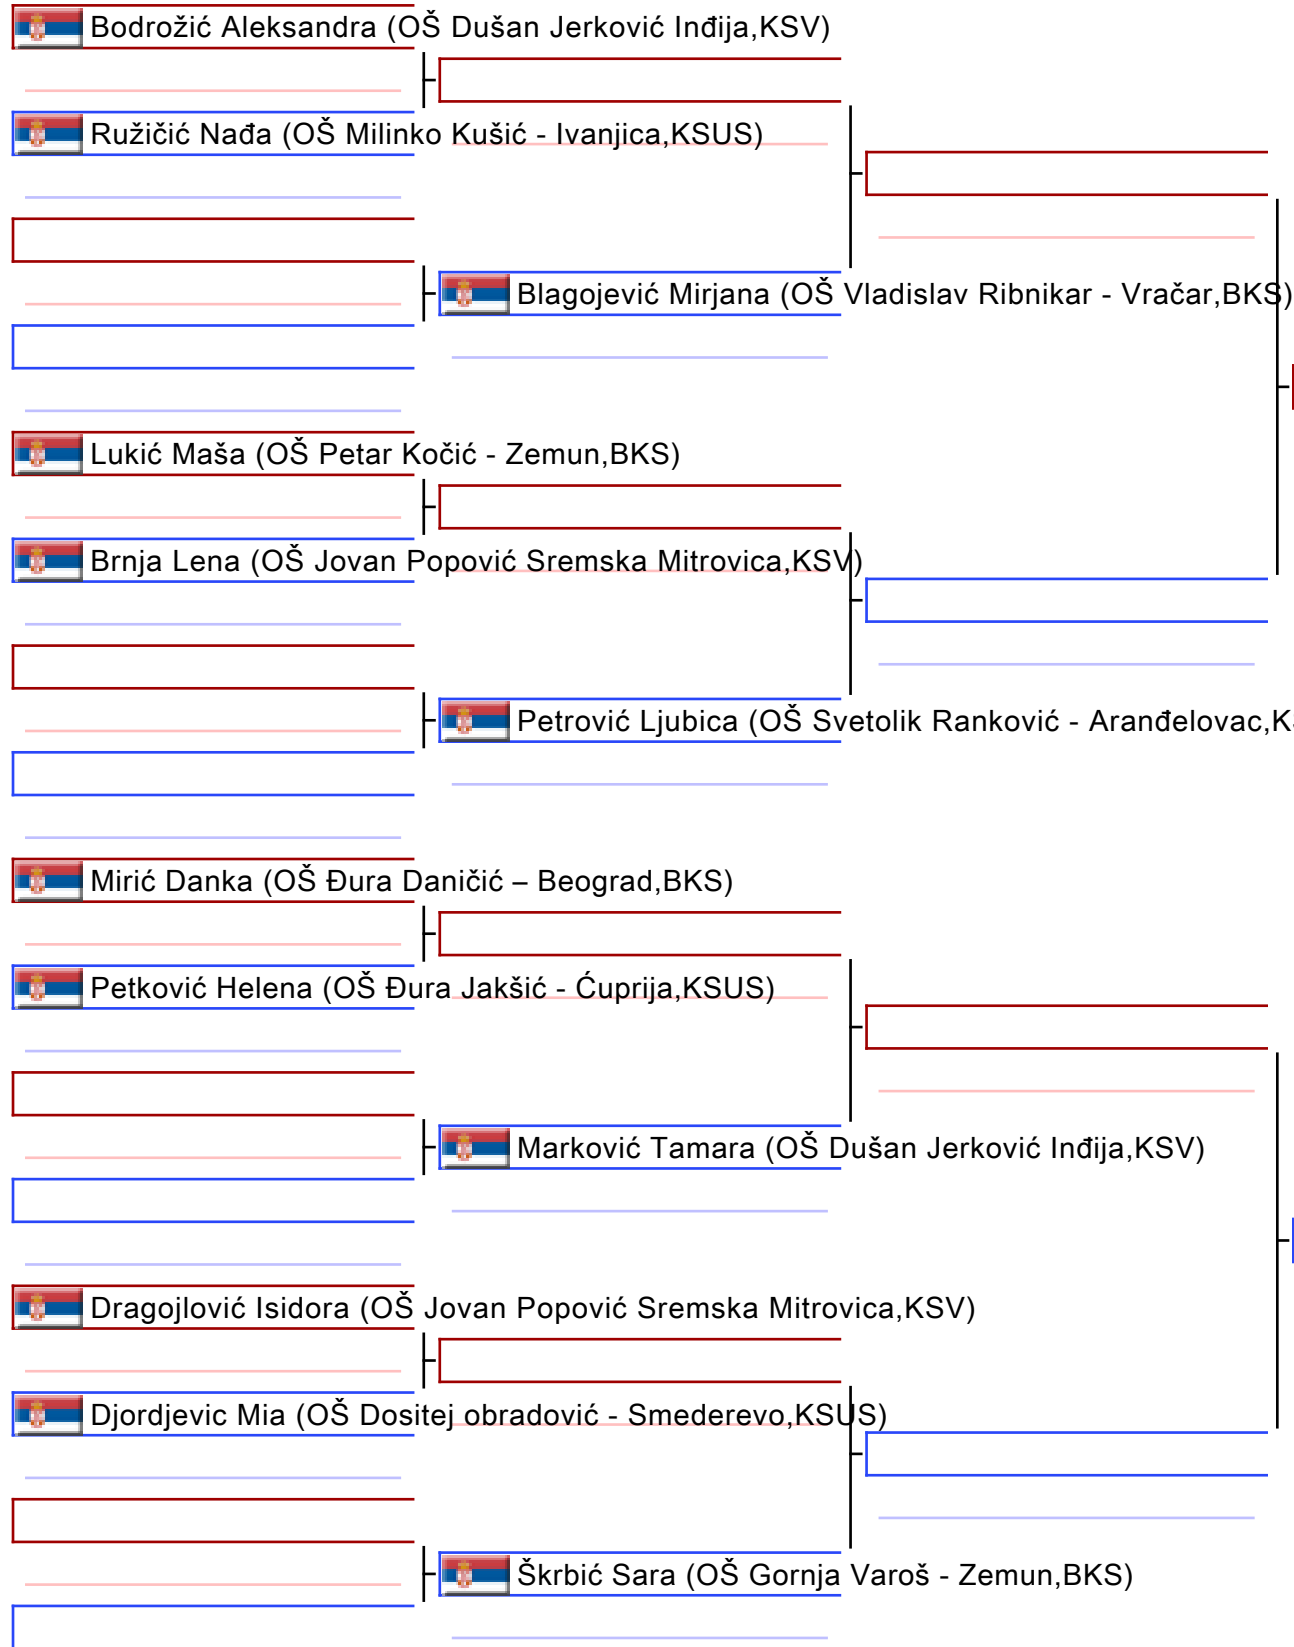 Bodrožić Aleksandra (OŠ Dušan Jerković Inđija,KSV)
Ružičić Nađa (OŠ Milinko Kušić - Ivanjica,KSUS)
Blagojević Mirjana (OŠ Vladislav Ribnikar - Vračar,BKS)
Lukić Maša (OŠ Petar Kočić - Zemun,BKS)
Brnja Lena (OŠ Jovan Popović Sremska Mitrovica,KSV)
Petrović Ljubica (OŠ Svetolik Ranković - Aranđelovac,
Mirić Danka (OŠ Đura Daničić – Beograd,BKS)
Petković Helena (OŠ Đura Jakšić - Ćuprija,KSUS)
Marković Tamara (OŠ Dušan Jerković Inđija,KSV)
Dragojlović Isidora (OŠ Jovan Popović Sremska Mitrovica,KSV)
Djordjevic Mia (OŠ Dositej obradović - Smederevo,KSUS)
Škrbić Sara (OŠ Gornja Varoš - Zemun,BKS)